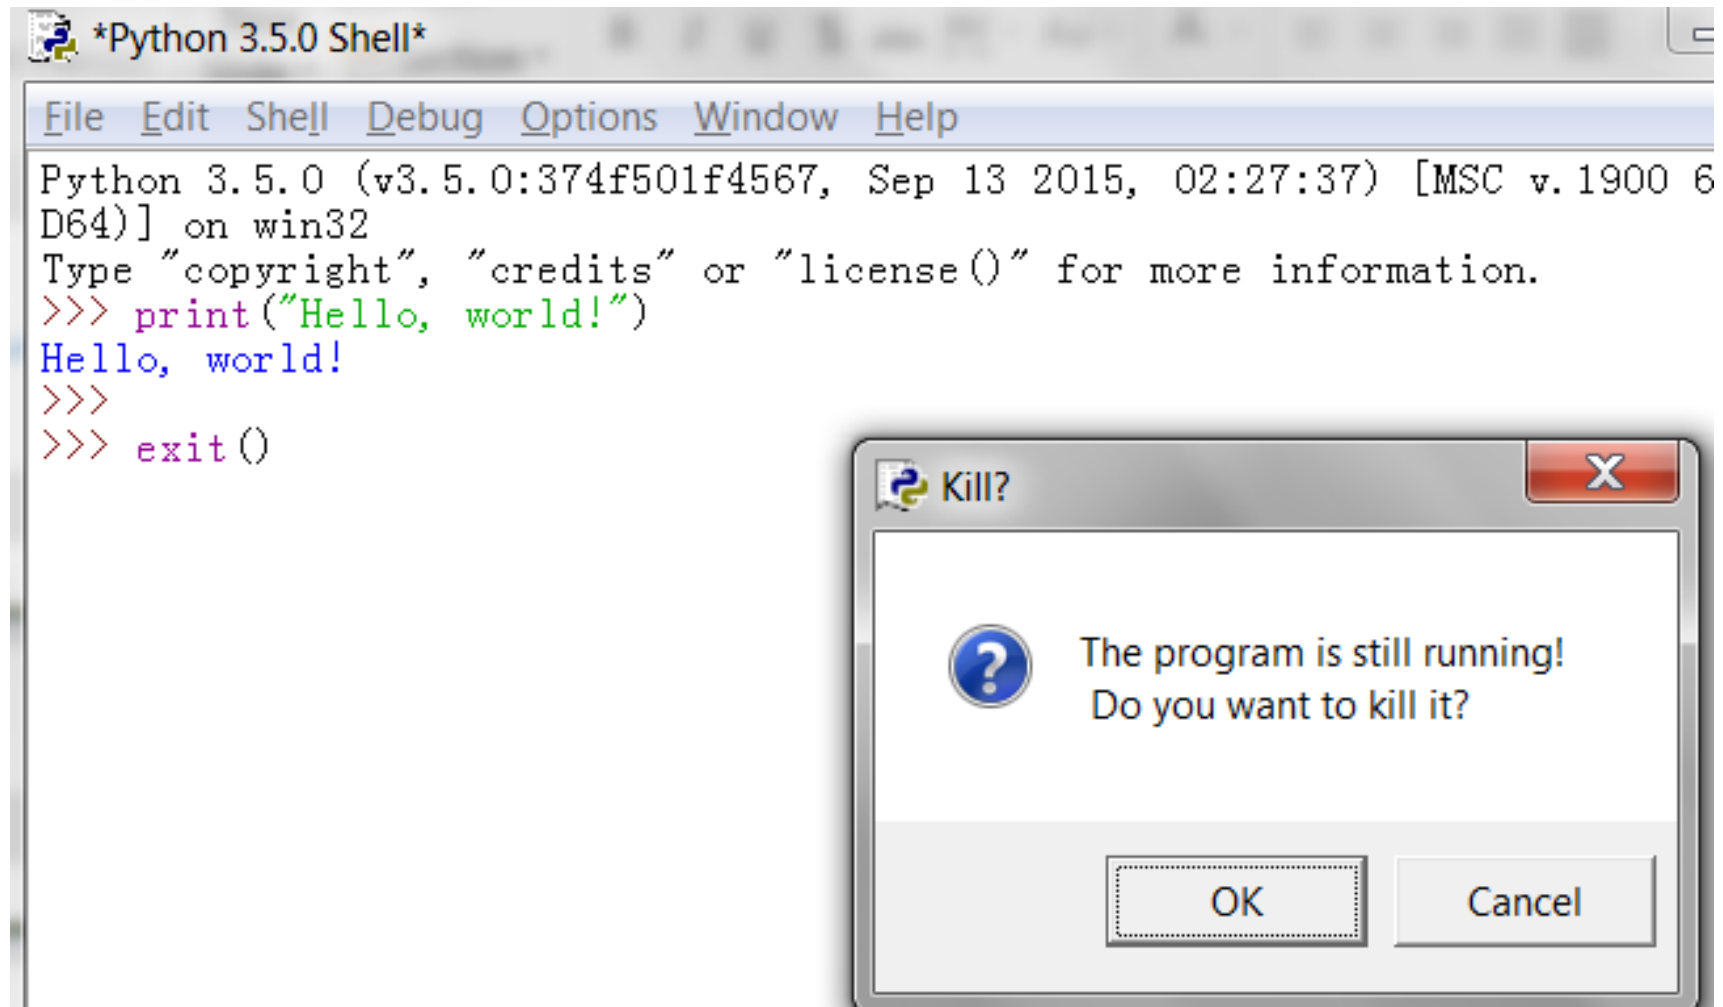 *Python 3.5.0 Shell*
File Edit Shell Debug Options Window Help
Python 3.5.0 (v3.5.0:374f501f4567, Sep 13 2015, 02:27:37) [MSC v.1900 6
D64)] on win32
Type "copyright", "credits" or "license()" for more information.
>>> print("Hello, world!")
Hello, world!
>>>
>>> exit()
Kill?
The program is still running!
Do you want to kill it?
OK Cancel